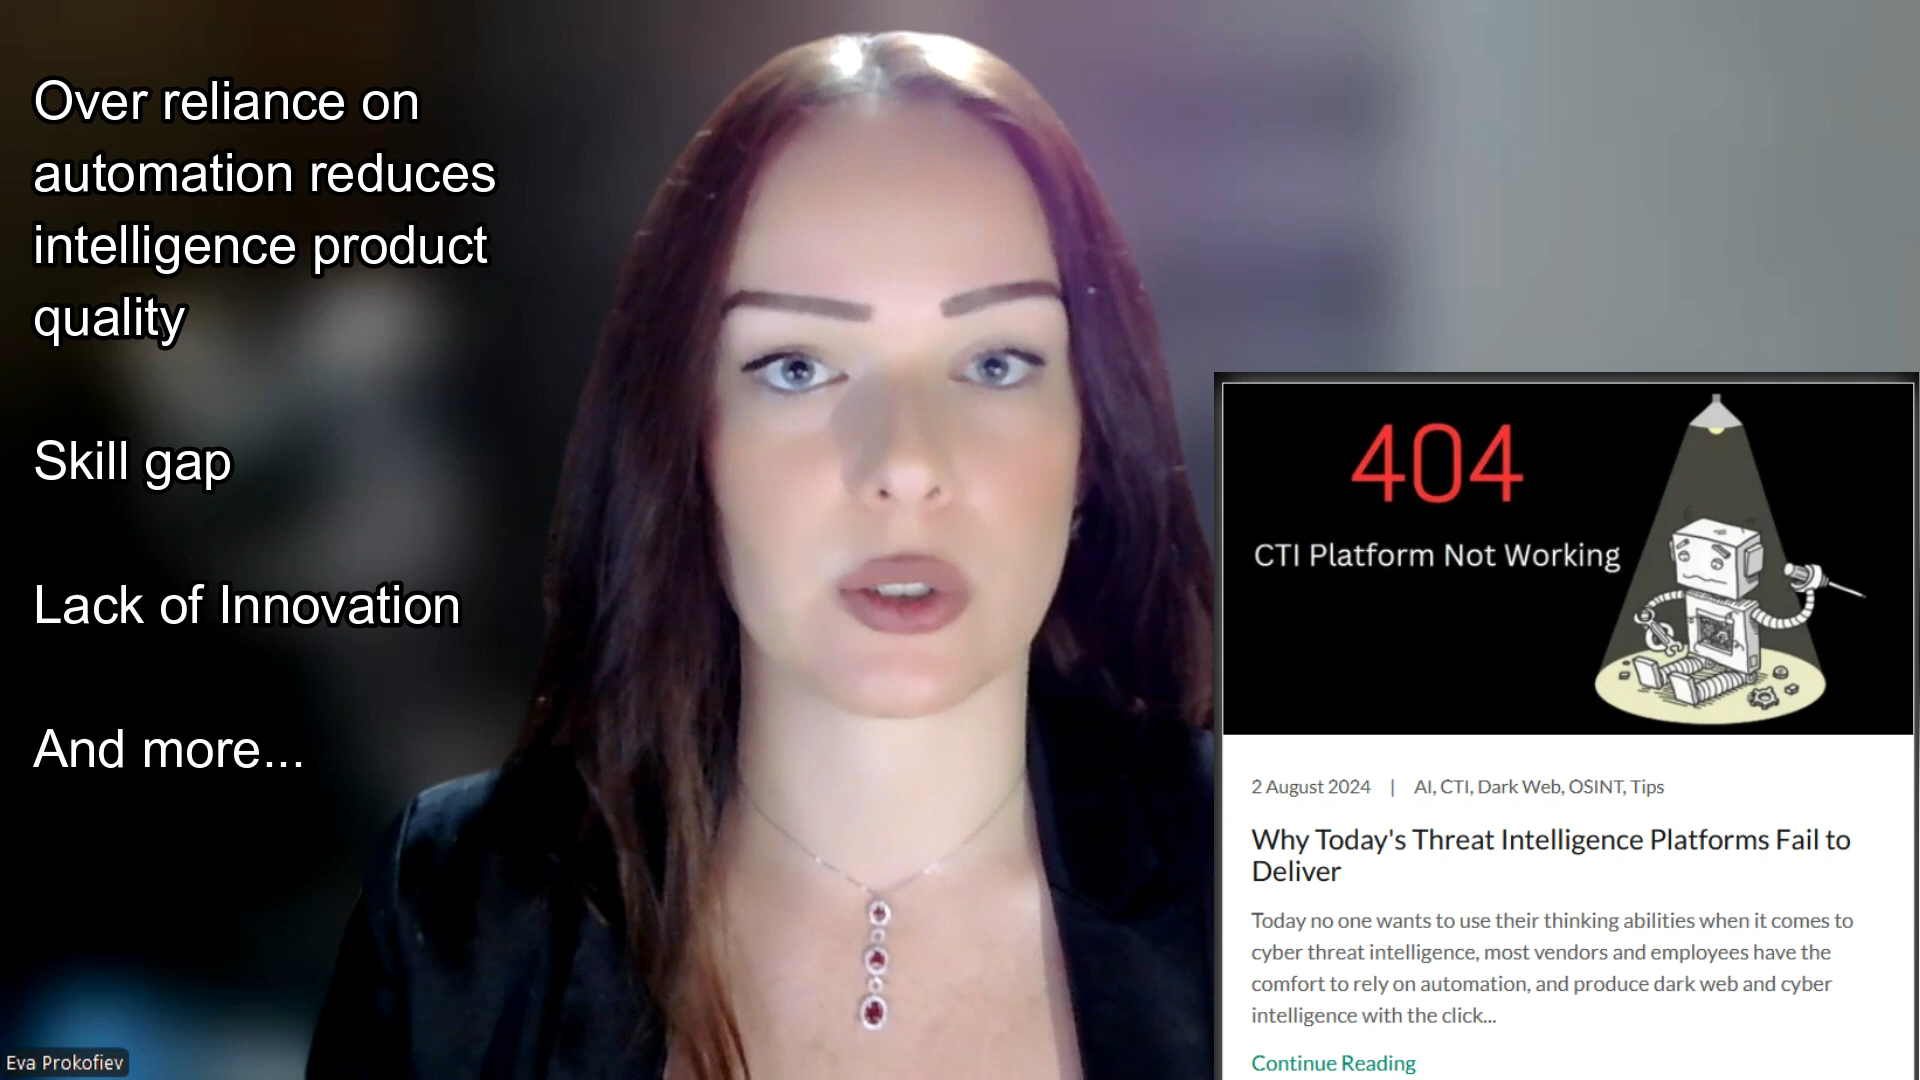 Over reliance on
automation reduces
intelligence product
quality
Skill gap
Lack of Innovation
And more...
Eva Prokofiev
404
CTI Platform Not Working
2 August 2024 | AI, CTI, Dark Web, OSINT, Tips
Why Today's Threat Intelligence Platforms Fail to
Deliver
Today no one wants to use their thinking abilities when it comes to
cyber threat intelligence, most vendors and employees have the
comfort to rely on automation, and produce dark web and cyber
intelligence with the click...
Continue Reading